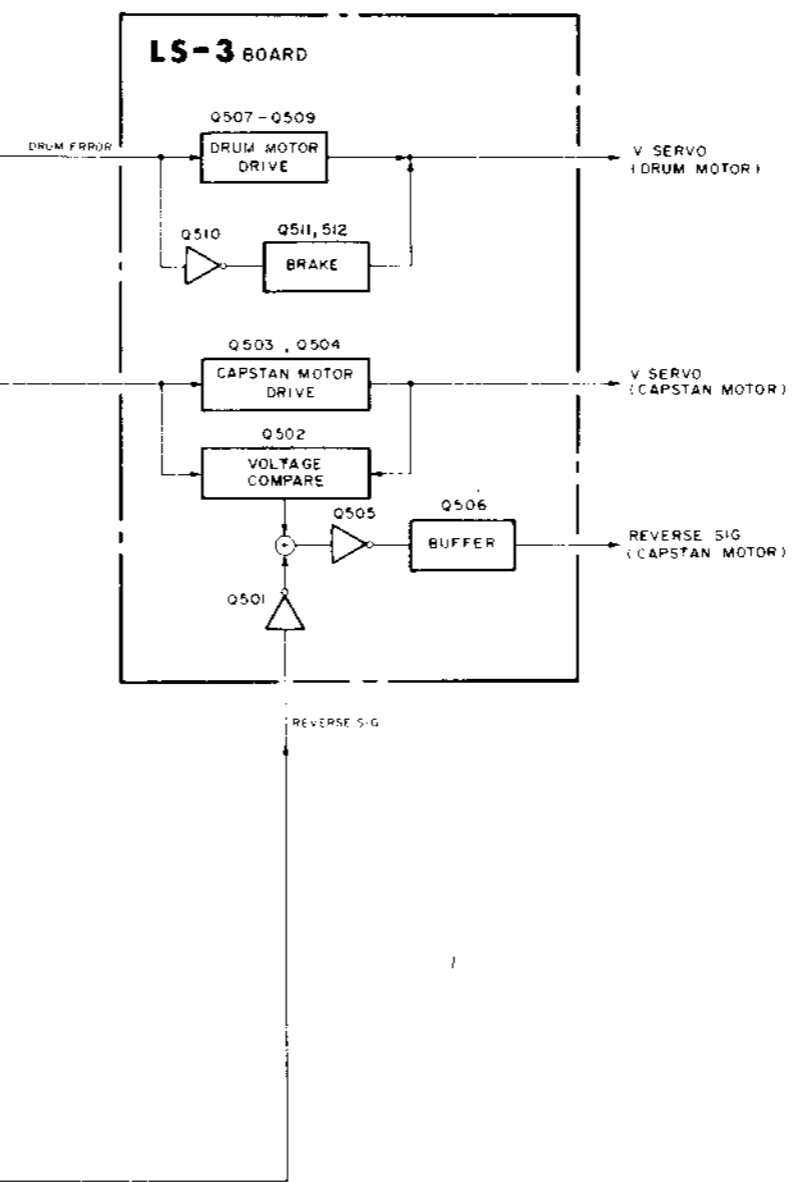 LS-3 BOARD
Q507 - Q509
DRUM ERROR
DRUM MOTOR
DRIVE
V SERVO
(DRUM MOTOR)
Q510
Q511, 512
BRAKE
Q503 , Q504
CAPSTAN MOTOR
DRIVE
V SERVO
(CAPSTAN MOTOR)
Q502
VOLTAGE
COMPARE
Q505
Q506
BUFFER
REVERSE SIG
(CAPSTAN MOTOR)
Q501
REVERSE SIG